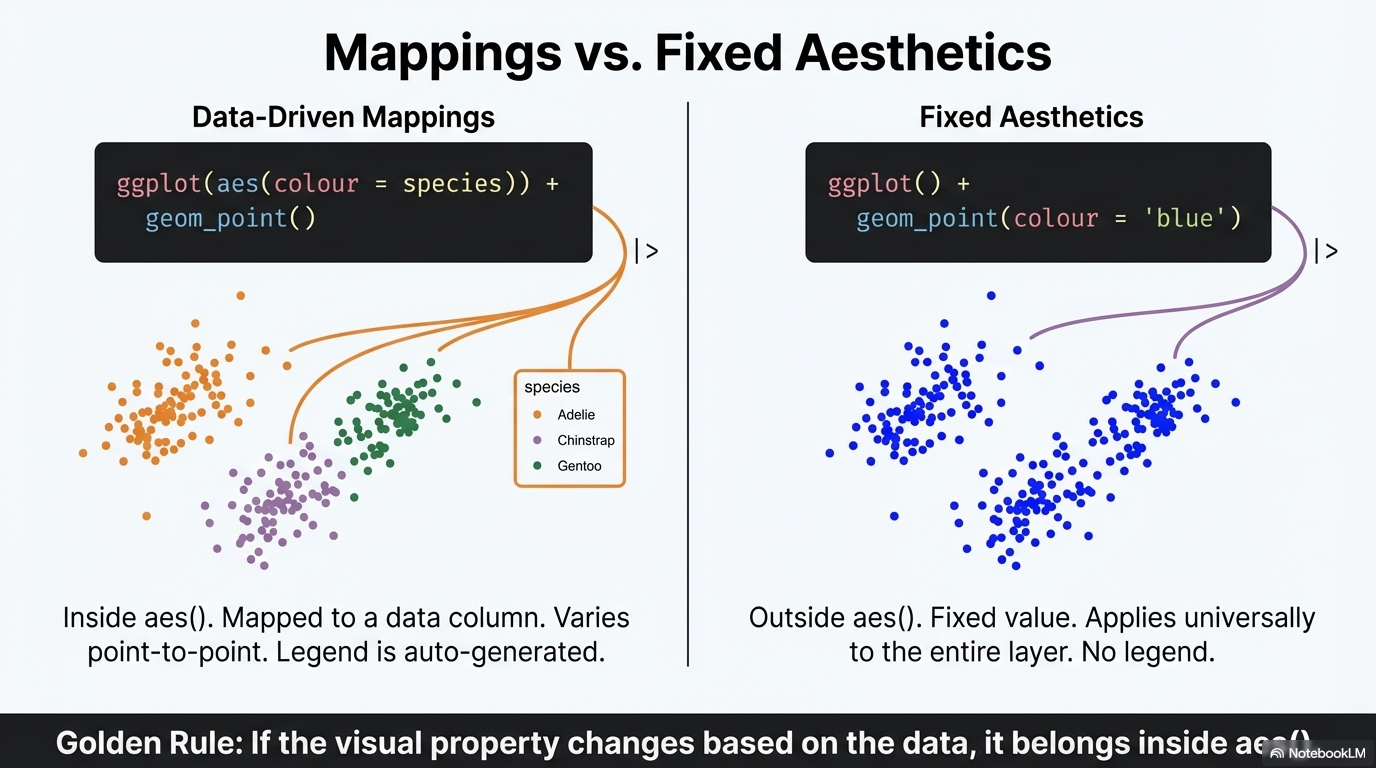 Mappings vs. Fixed Aesthetics
Data-Driven Mappings
ggplot(aes(colour = species)) +
geom_point()
|>
species
Adelie
Chinstrap
Gentoo
Inside aes(). Mapped to a data column. Varies
point-to-point. Legend is auto-generated.
Fixed Aesthetics
ggplot() +
geom_point(colour = 'blue')
|>
Outside aes(). Fixed value. Applies universally
to the entire layer. No legend.
Golden Rule: If the visual property changes based on the data, it belongs inside aes()
NotebookLM